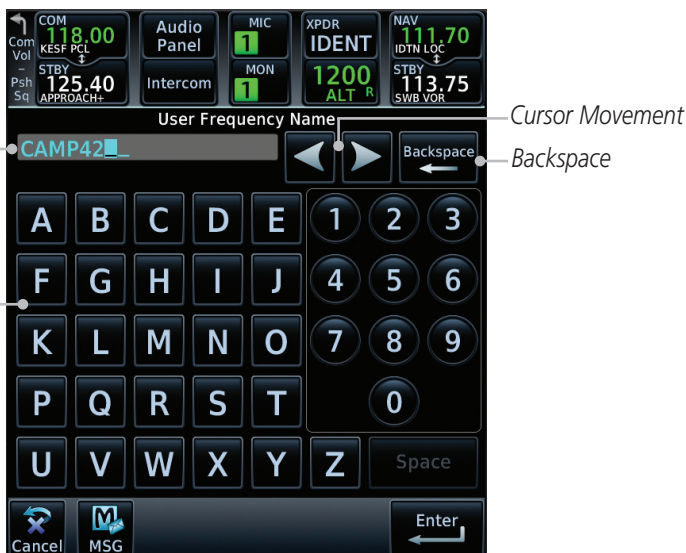 Com
Vol
–
Psh
Sq
COM
118.00
KESF PCL
STBY
125.40
APPROACH+
Audio
Panel
Intercom
MIC
1
MON
1
XPDR
IDENT
1200
ALT R
NAV
111.70
IDTN LOC
STBY
113.75
SWB VOR
User Frequency Name
Cursor Movement
CAMP42_
Backspace
Backspace
A B C D E 1 2 3
F G H I J 4 5 6
K L M N O 7 8 9
P Q R S T 0
U V W X Y Z Space
Cancel
MSG
Enter